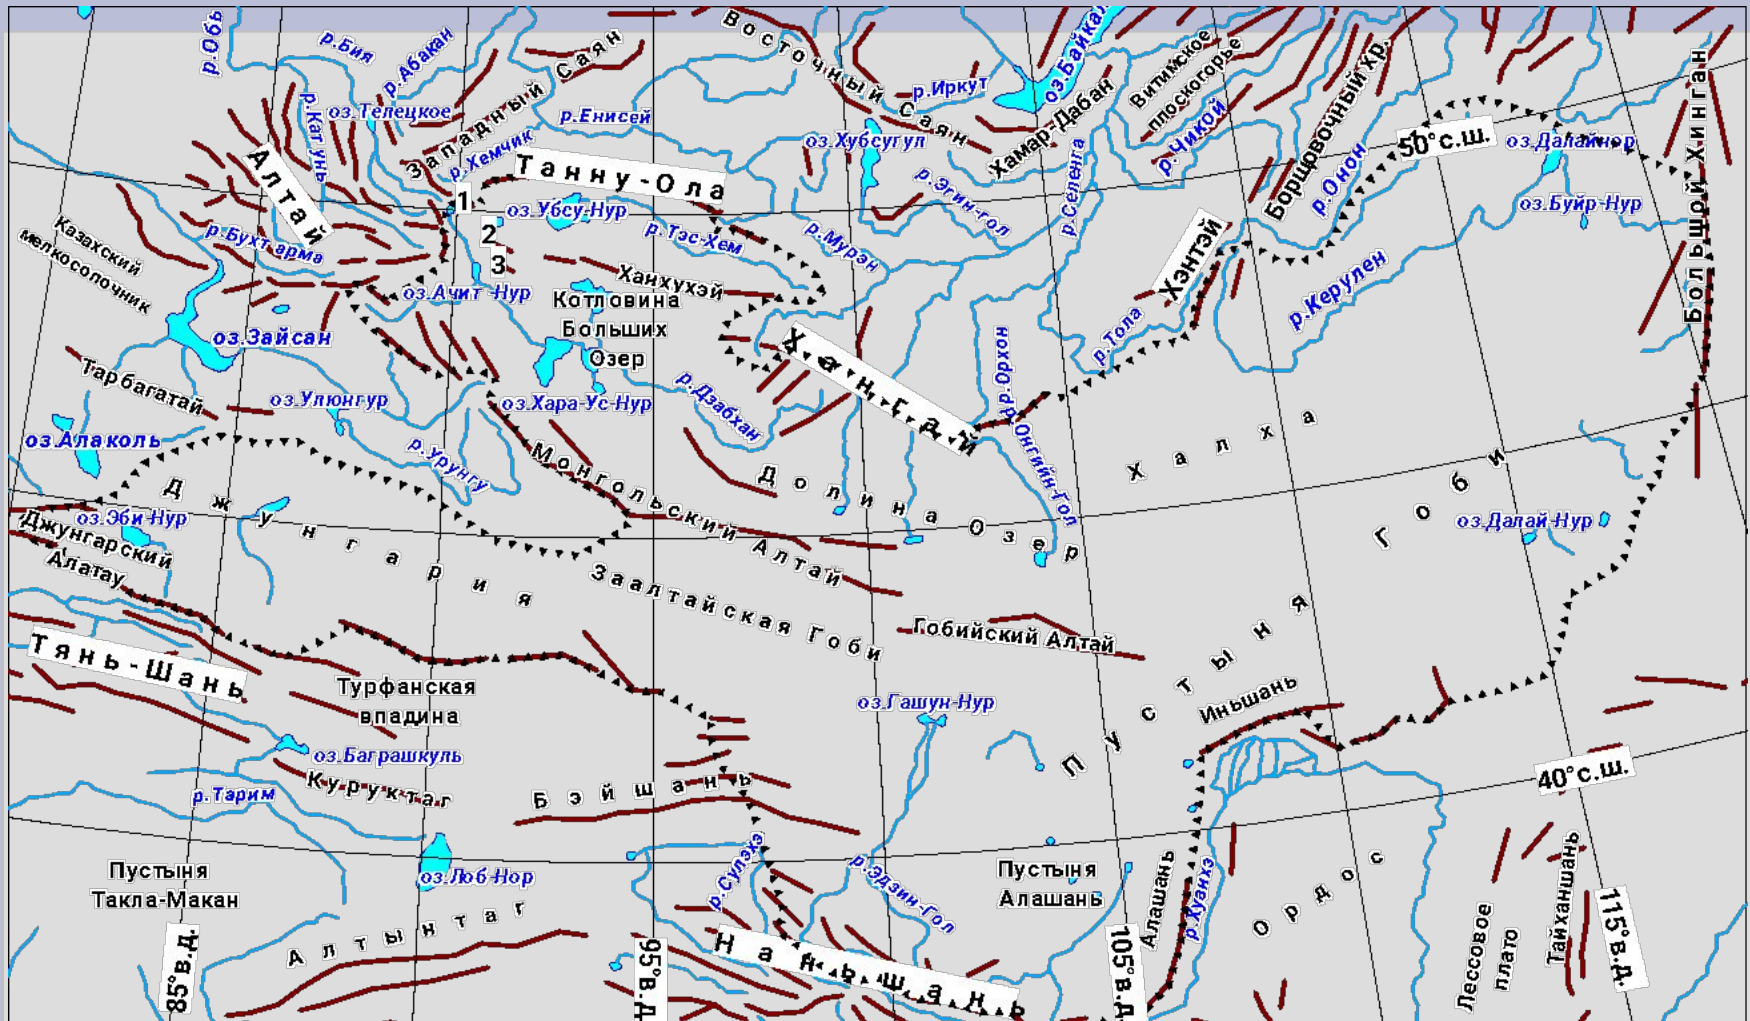 р.Обь
р.Бия
р.Абакан
Западный Саян
Восточный Саян
р.Иркут
оз.Байкал
Витимское
плоскогорье
Борщовочный хр.
Большой Хинган
р.Катунь
оз.Телецкое
р.Хемчик
р.Енисей
оз.Хубсугул
Хамар-Дабан
р.Чикой
50°с.ш.
оз.Далайнор
Алтай
Танну-Ола
р.Эгин-гол
р.Селенга
р.Онон
оз.Буйр-Нур
1
2
3
оз.Убсу-Нур
р.Тэс-Хем
р.Мурэн
Хэнтэй
р.Керулен
Казахский
мелкосопочник
р.Бухтарма
оз.Ачит-Нур
Ханхухэй
Котловина
Больших
Озер
оз.Зайсан
Хангай
р.Орхон
р.Тола
Тарбагатай
оз.Улюнгур
оз.Хара-Ус-Нур
р.Дзабхан
р.Онгийн-Гол
Халха
оз.Алаколь
р.Урунгу
Монгольский Алтай
Долина Озер
Пустыня Гоби
оз.Далай-Нур
Джунгария
оз.Эби-Нур
Джунгарский
Алатау
Заалтайская Гоби
Гобийский Алтай
Тянь-Шань
Турфанская
впадина
оз.Гашун-Нур
Иньшань
оз.Баграшкуль
Куруктаг
р.Тарим
Бэйшань
40°с.ш.
Пустыня
Такла-Макан
оз.Лоб-Нор
р.Сулэхэ
р.Эдзин-Гол
Пустыня
Алашань
Алашань
р.Хуанхэ
Ордос
Лессовое
плато
Тайханшань
Алтынтаг
Наньшань
85°в.д.
95°в.д.
105°в.д.
115°в.д.